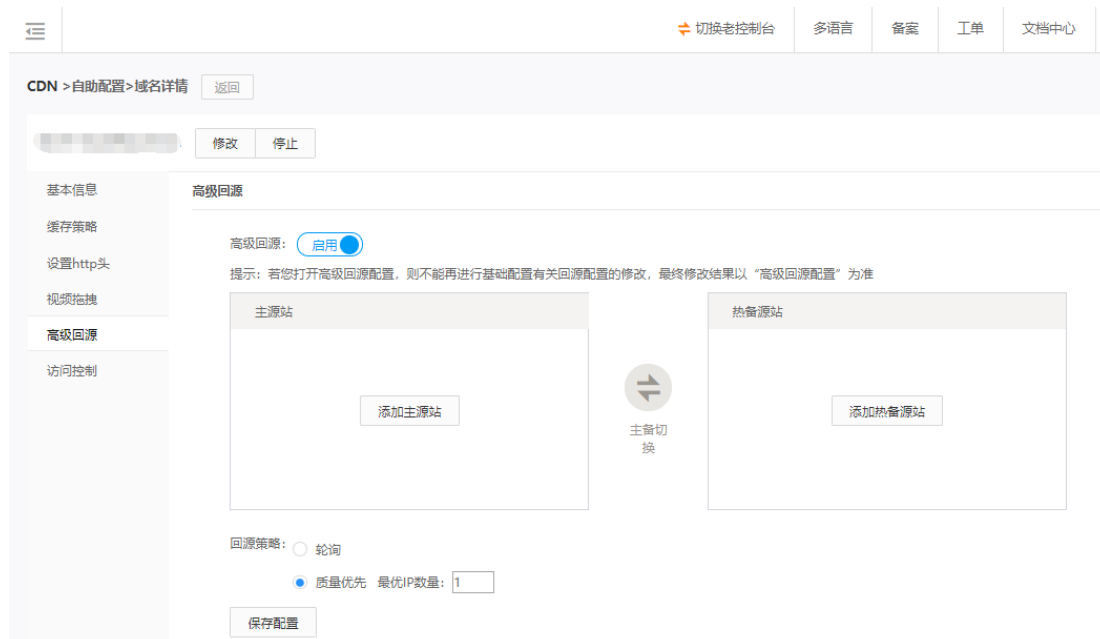 切换老控制台 多语言 备案 工单 文档中心
CDN >自助配置>域名详情 返回
修改 停止
基本信息
缓存策略
设置http头
视频拖拽
高级回源
访问控制
高级回源
高级回源： 启用
提示：若您打开高级回源配置，则不能再进行基础配置有关回源配置的修改，最终修改结果以“高级回源配置”为准
主源站
添加主源站
主备切
换
热备源站
添加热备源站
回源策略： 轮询
质量优先 最优IP数量： 1
保存配置